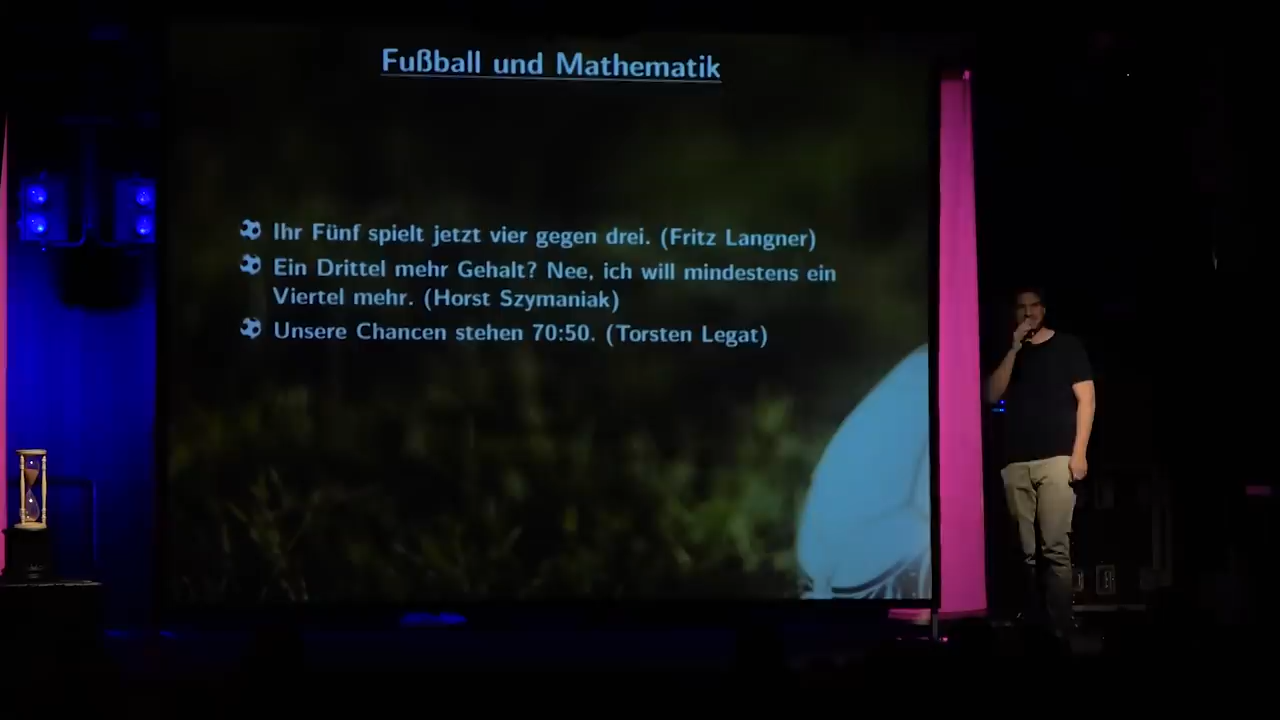 Fußball und Mathematik
Ihr Fünf spielt jetzt vier gegen drei. (Fritz Langner)
Ein Drittel mehr Gehalt? Nee, ich will mindestens ein
Viertel mehr. (Horst Szymaniak)
Unsere Chancen stehen 70:50. (Torsten Legat)